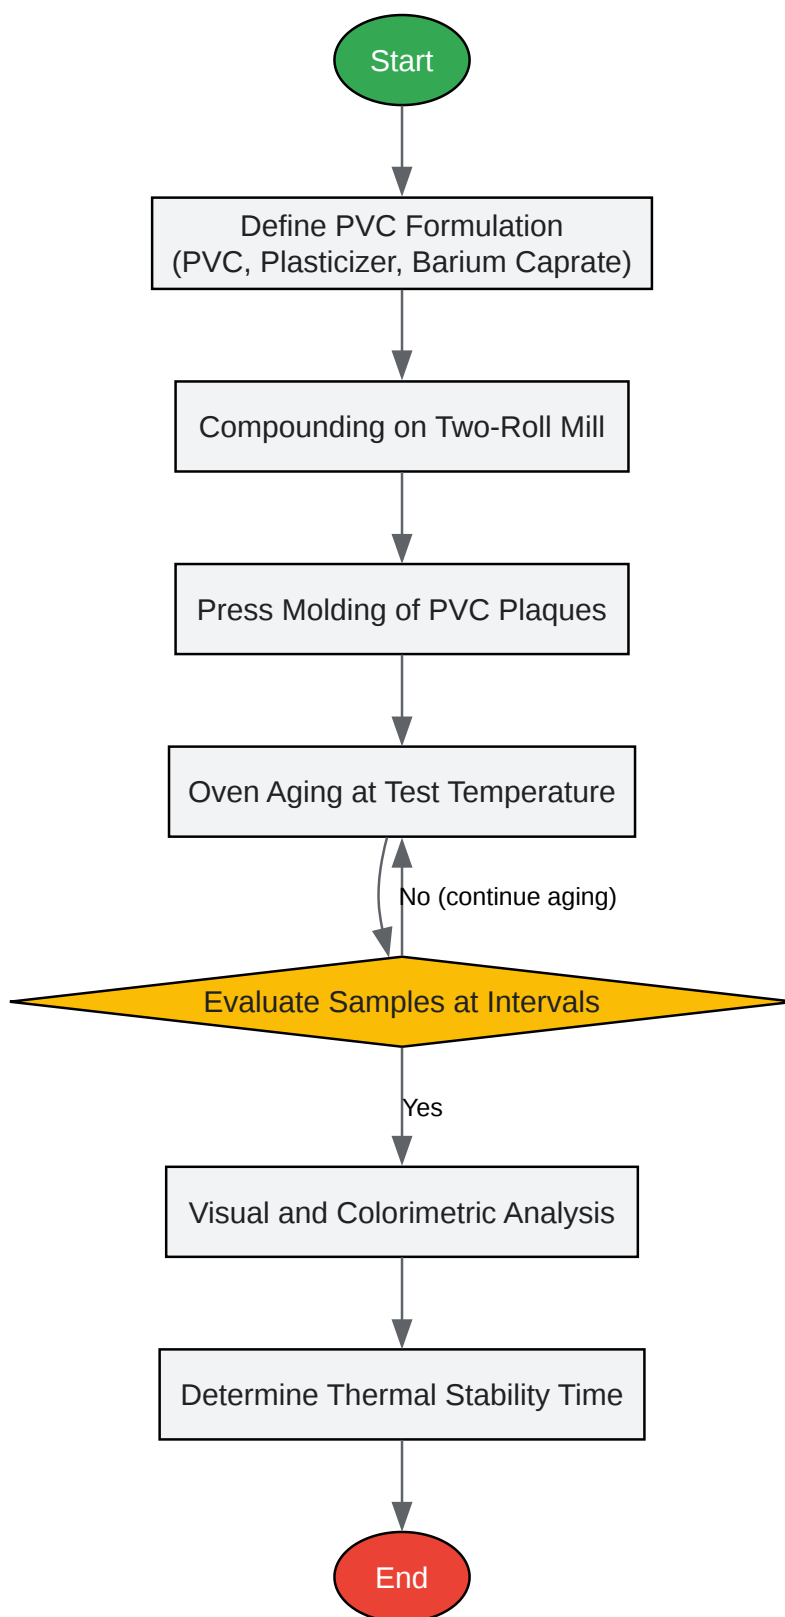 Start
Define PVC Formulation
(PVC, Plasticizer, Barium Caprate)
Compounding on Two-Roll Mill
Press Molding of PVC Plaques
Oven Aging at Test Temperature
No (continue aging)
Evaluate Samples at Intervals
Yes
Visual and Colorimetric Analysis
Determine Thermal Stability Time
End